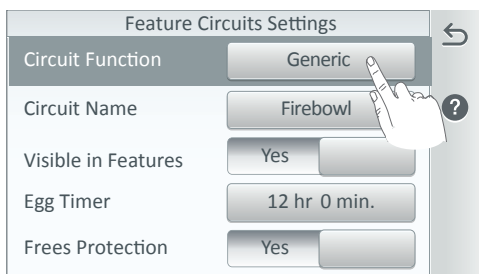 Feature Circuits Settings
Circuit Function Generic
Circuit Name Firebowl ?
Visible in Features Yes
Egg Timer 12 hr 0 min.
Frees Protection Yes